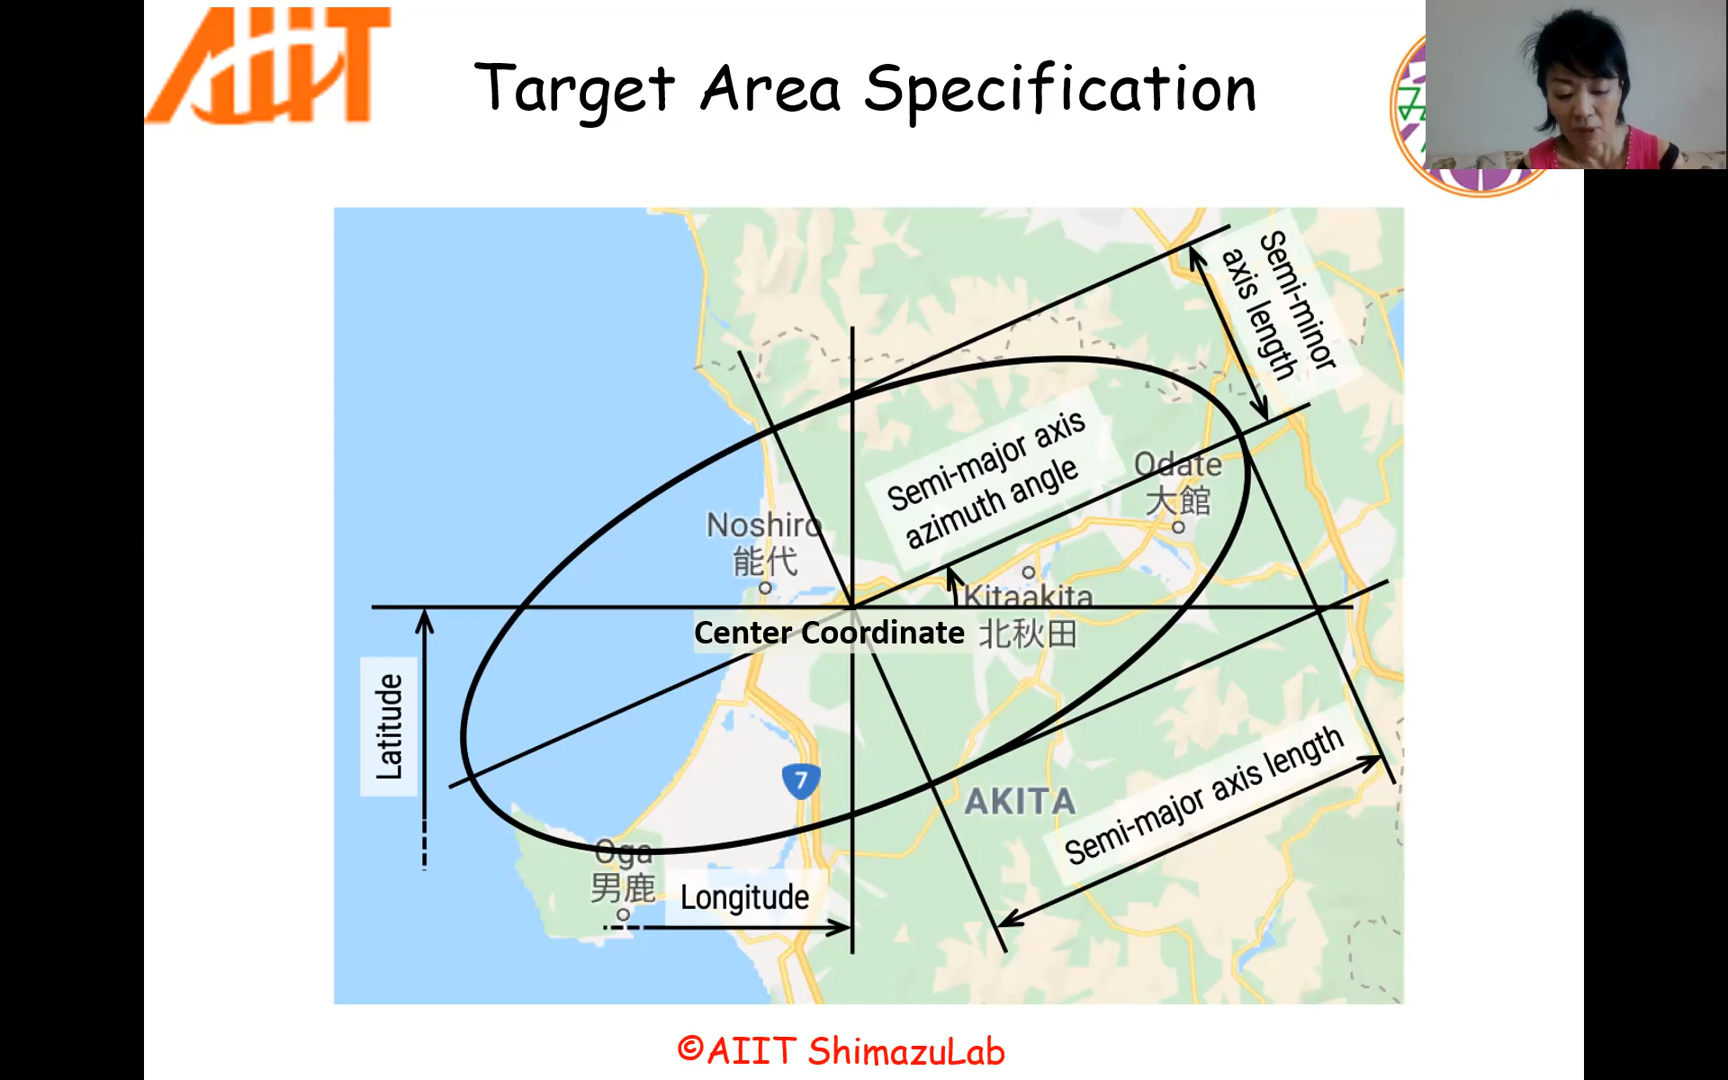 AIIT
Target Area Specification
Semi-minor
axis length
Semi-major axis
azimuth angle
Odate
大館
Noshiro
能代
Kitaakita
北秋田
Center Coordinate
Latitude
7
AKITA
Semi-major axis length
Oga
男鹿
Longitude
©AIIT ShimazuLab